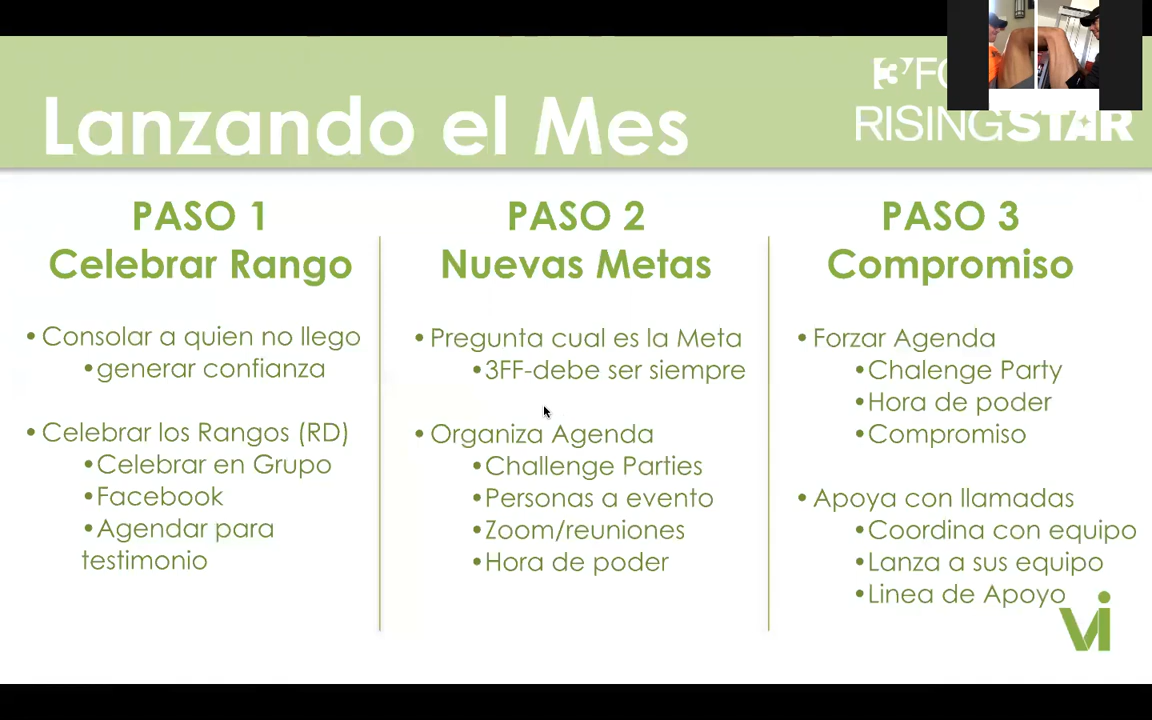 3'FO
RISINGSTAR
Lanzando el Mes
PASO 1
Celebrar Rango
•Consolar a quien no llego
•generar confianza
•Celebrar los Rangos (RD)
•Celebrar en Grupo
•Facebook
•Agendar para
testimonio
PASO 2
Nuevas Metas
•Pregunta cual es la Meta
•3FF-debe ser siempre
•Organiza Agenda
•Challenge Parties
•Personas a evento
•Zoom/reuniones
•Hora de poder
PASO 3
Compromiso
•Forzar Agenda
•Chalenge Party
•Hora de poder
•Compromiso
•Apoya con llamadas
•Coordina con equipo
•Lanza a sus equipo
•Linea de Apoyo
Vi